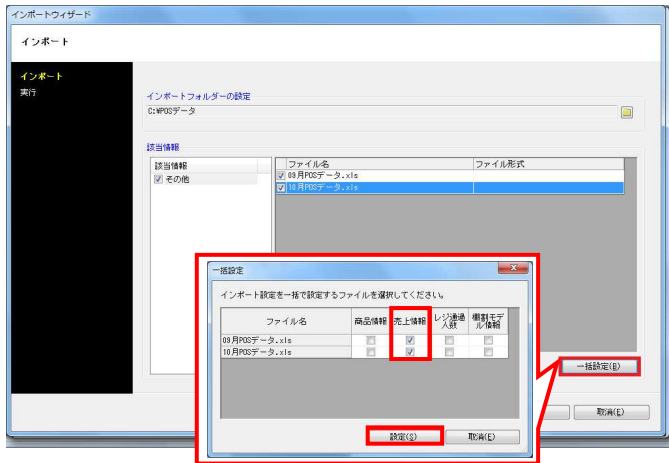 インポートウィザード
インポート
インポート
実行
インポートフォルダーの設定
C:¥POSデータ
該当情報
該当情報
その他
ファイル名 ファイル形式
09月POSデータ.xls
10月POSデータ.xls
一括設定
インポート設定を一括で設定するファイルを選択してください。
ファイル名 商品情報 売上情報 レジ通過人数 棚割モデル情報
09月POSデータ.xls
10月POSデータ.xls
設定(S) 取消(E)
一括設定(B)
取消(E)